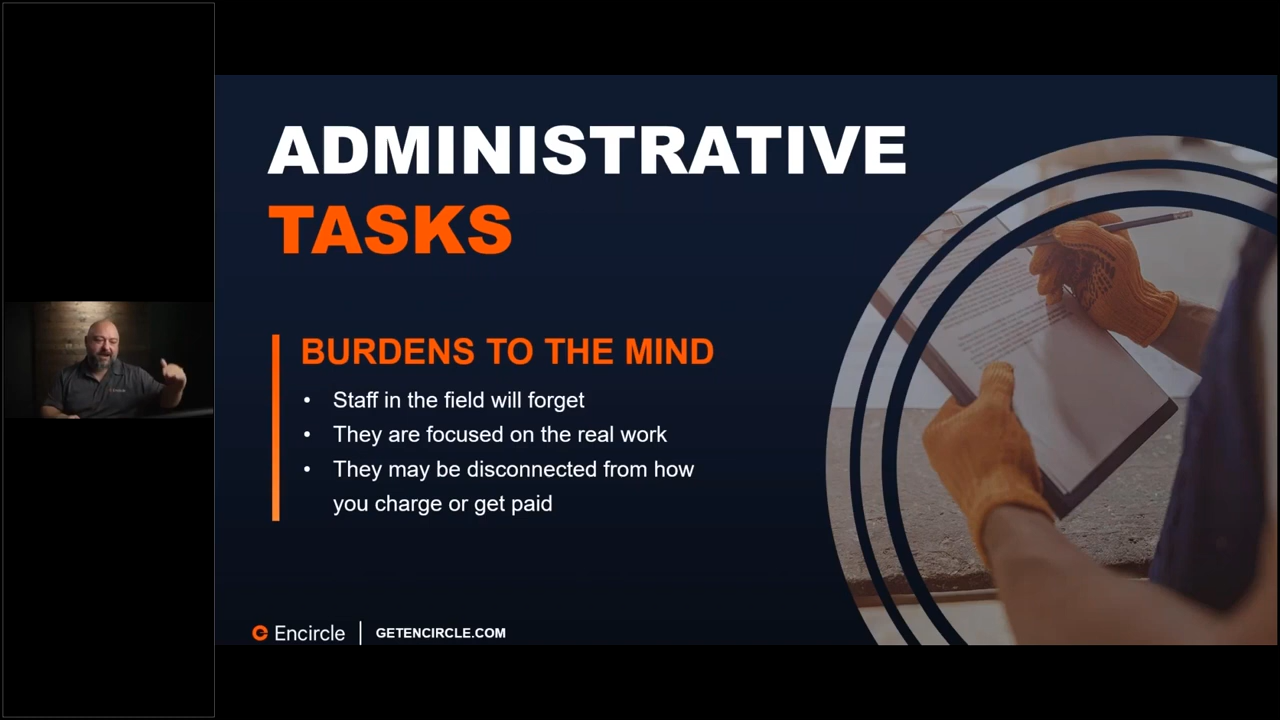 ADMINISTRATIVE
TASKS
BURDENS TO THE MIND
• Staff in the field will forget
• They are focused on the real work
• They may be disconnected from how
you charge or get paid
Encircle | GETENCIRCLE.COM